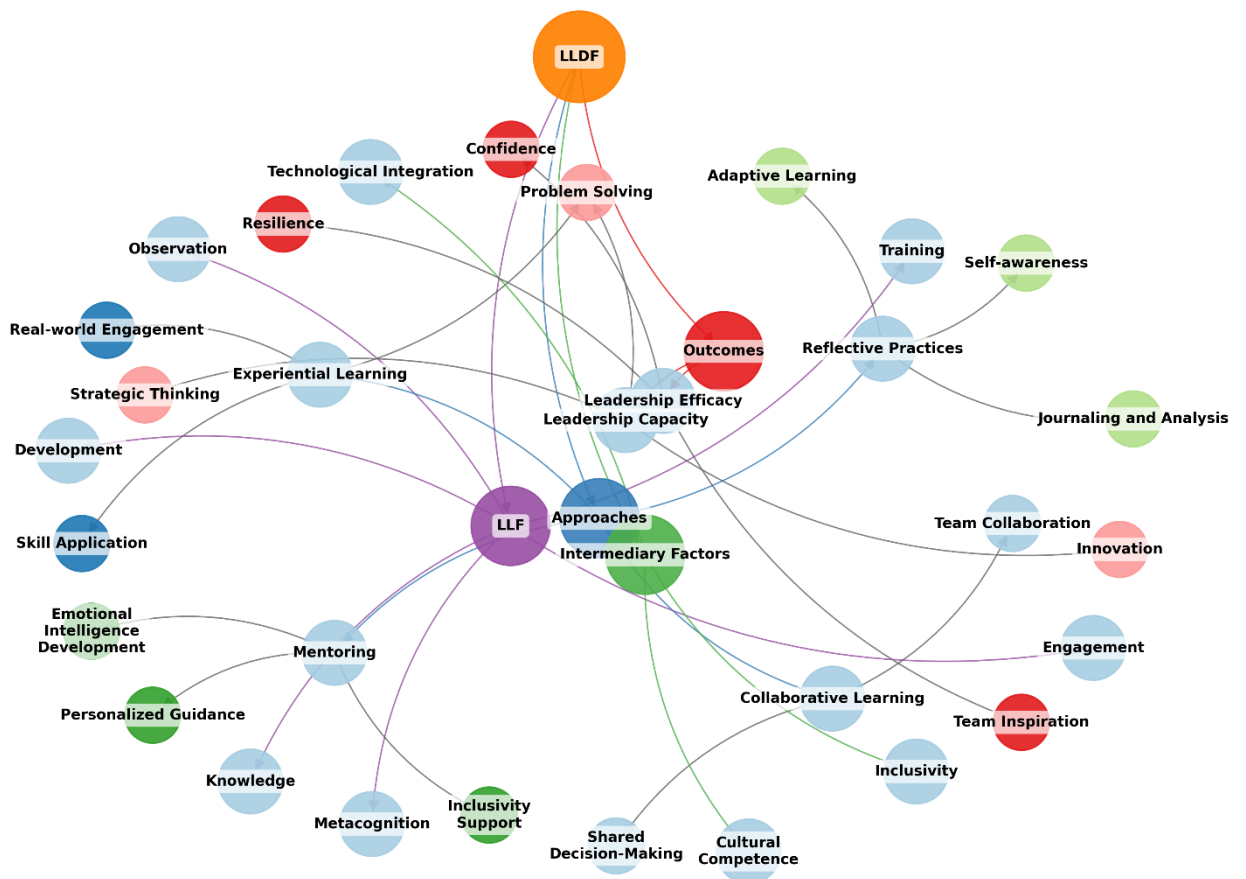 LLDF
Confidence
Technological Integration
Adaptive Learning
Problem Solving
Resilience
Observation
Training
Self-awareness
Real-world Engagement
Outcomes
Reflective Practices
Experiential Learning
Strategic Thinking
Leadership Efficacy
Leadership Capacity
Journaling and Analysis
Development
Approaches
LLF
Team Collaboration
Skill Application
Innovation
Intermediary Factors
Emotional
Intelligence
Development
Mentoring
Engagement
Collaborative Learning
Personalized Guidance
Team Inspiration
Inclusivity
Knowledge
Inclusivity
Support
Metacognition
Shared
Decision-Making
Cultural
Competence